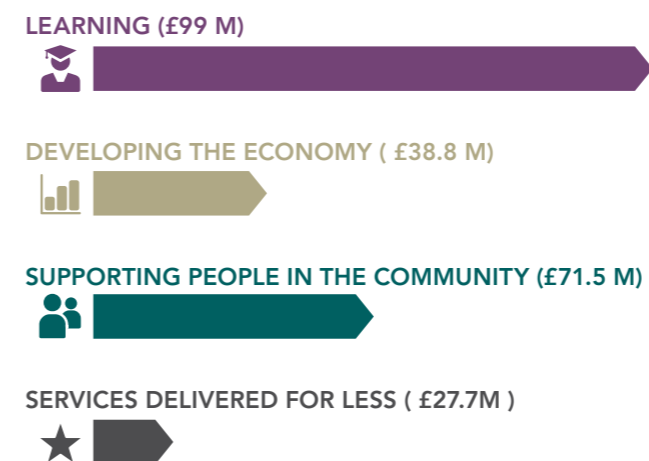 LEARNING (£99 M)
DEVELOPING THE ECONOMY ( £38.8 M)
SUPPORTING PEOPLE IN THE COMMUNITY (£71.5 M)
SERVICES DELIVERED FOR LESS ( £27.7M )